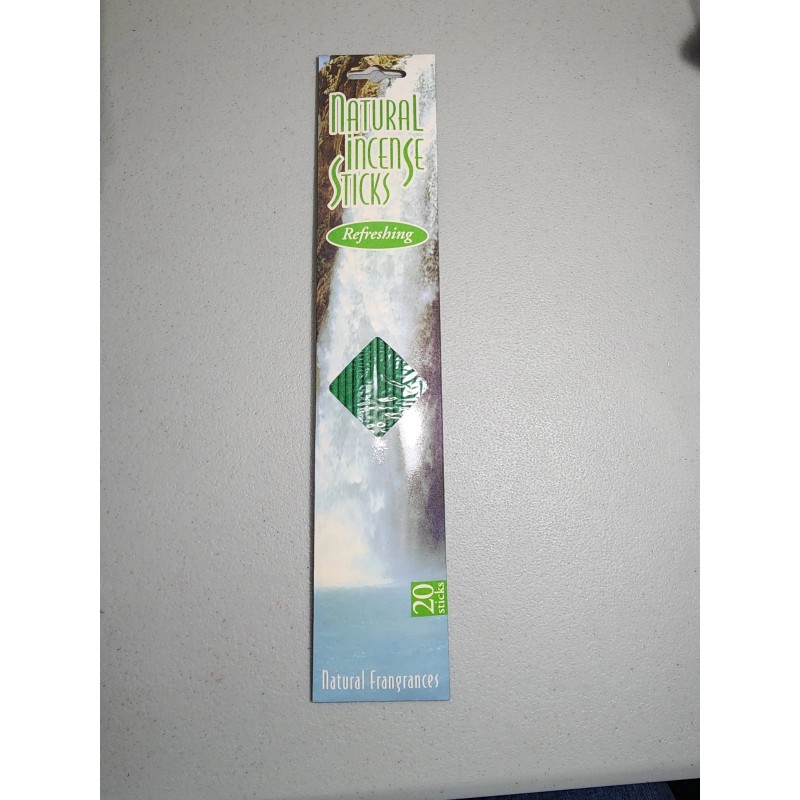 NATURAL
INCENSE
STICKS
Refreshing
20
sticks
Natural Frangrances